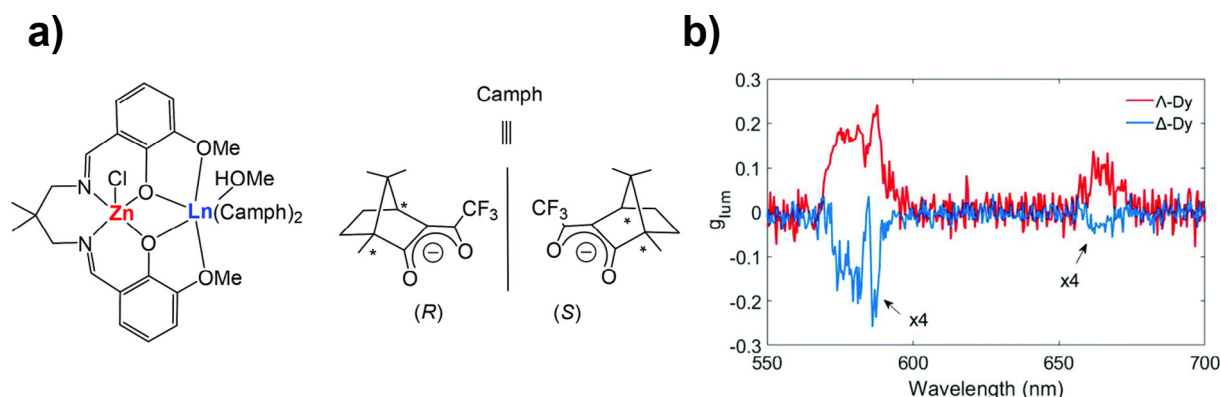 a)
b)
OMe
Cl
HOMe
N
O
Zn
Ln(Camph)2
N
O
OMe
Camph
*
*
CF3
O
O
−
(R)
CF3
*
*
O
O
−
(S)
0.3
0.2
0.1
0
-0.1
-0.2
-0.3
glum
Λ-Dy
Δ-Dy
x4
x4
550
600
650
700
Wavelength (nm)